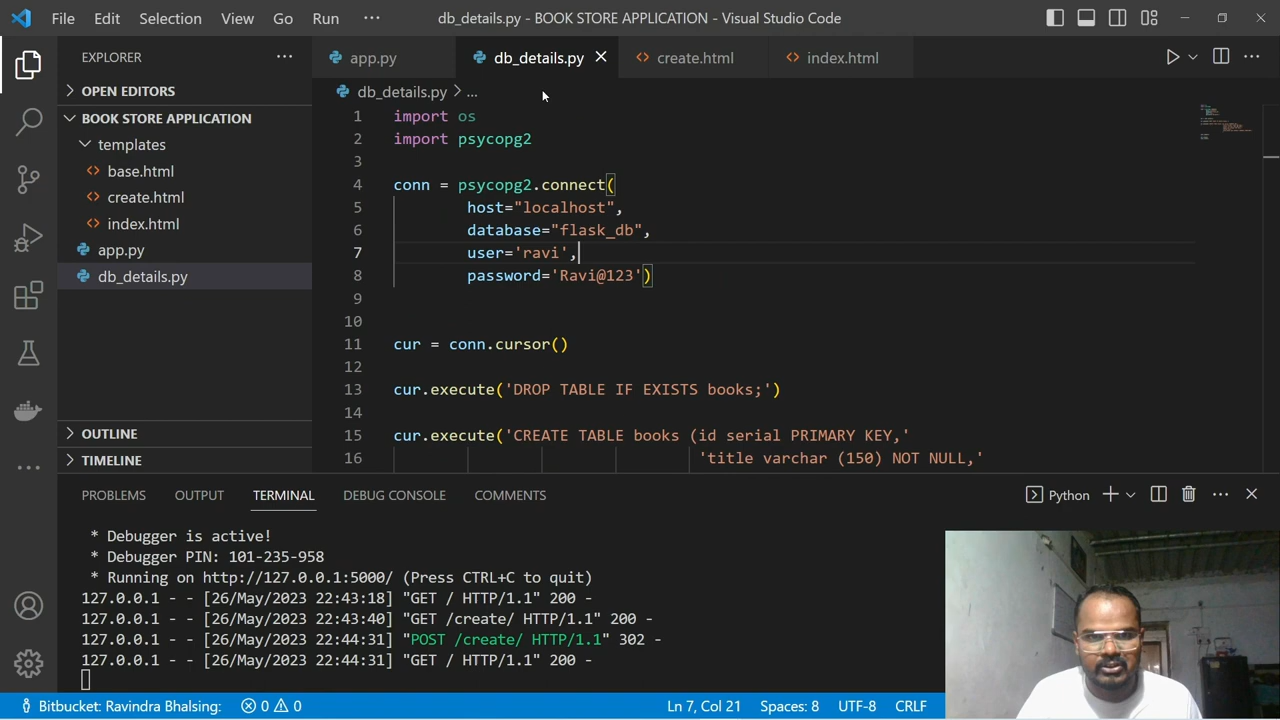 File Edit Selection View Go Run ··· db_details.py - BOOK STORE APPLICATION - Visual Studio Code
EXPLORER ···
app.py db_details.py create.html index.html
OPEN EDITORS
BOOK STORE APPLICATION
templates
base.html
create.html
index.html
app.py
db_details.py
OUTLINE
TIMELINE
db_details.py > ...
1 import os
2 import psycopg2
3
4 conn = psycopg2.connect(
5 host="localhost",
6 database="flask_db",
7 user='ravi',
8 password='Ravi@123')
9
10
11 cur = conn.cursor()
12
13 cur.execute('DROP TABLE IF EXISTS books;')
14
15 cur.execute('CREATE TABLE books (id serial PRIMARY KEY,'
16 'title varchar (150) NOT NULL,'
PROBLEMS OUTPUT TERMINAL DEBUG CONSOLE COMMENTS Python
* Debugger is active!
* Debugger PIN: 101-235-958
* Running on http://127.0.0.1:5000/ (Press CTRL+C to quit)
127.0.0.1 - - [26/May/2023 22:43:18] "GET / HTTP/1.1" 200 -
127.0.0.1 - - [26/May/2023 22:43:40] "GET /create/ HTTP/1.1" 200 -
127.0.0.1 - - [26/May/2023 22:44:31] "POST /create/ HTTP/1.1" 302 -
127.0.0.1 - - [26/May/2023 22:44:31] "GET / HTTP/1.1" 200 -
Bitbucket: Ravindra Bhalsing: 0 0 Ln 7, Col 21 Spaces: 8 UTF-8 CRLF